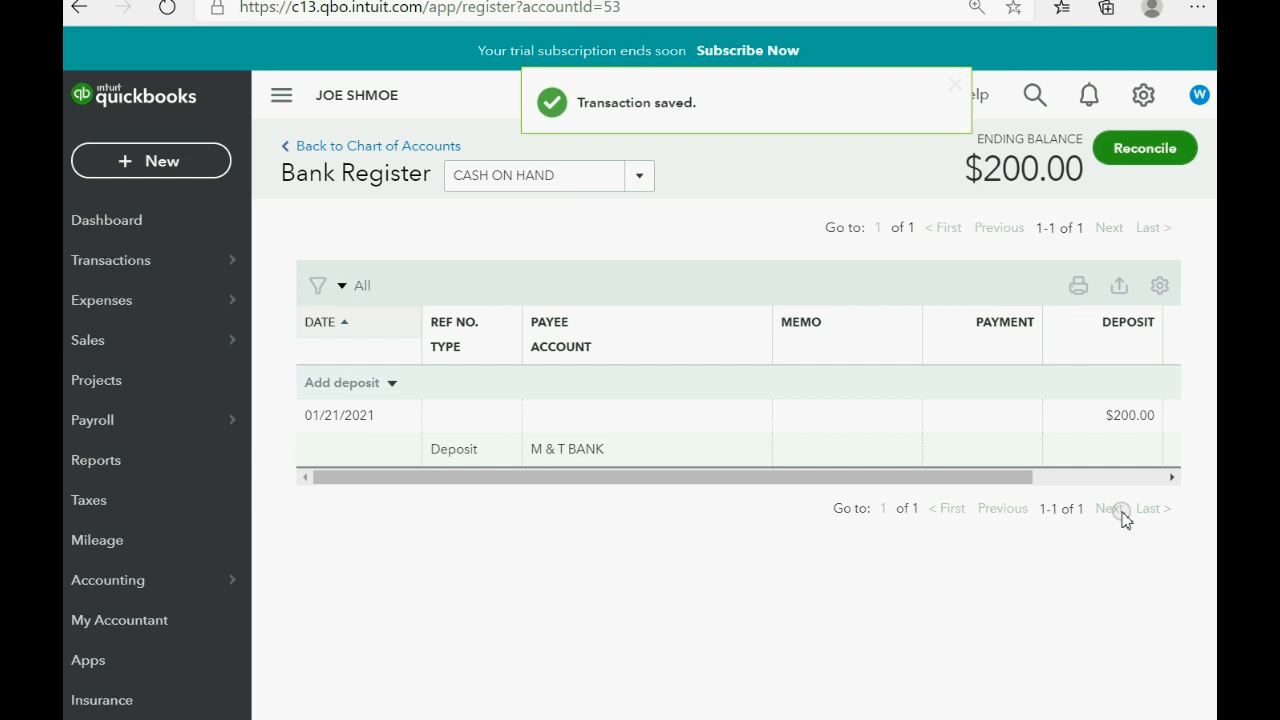 https://c13.qbo.intuit.com/app/register?accountId=53
Your trial subscription ends soon Subscribe Now
intuit quickbooks
JOE SHMOE
Transaction saved.
elp
W
< Back to Chart of Accounts
ENDING BALANCE
Bank Register CASH ON HAND
$200.00
Reconcile
+ New
Dashboard
Transactions >
Expenses >
Sales >
Projects
Payroll >
Reports
Taxes
Mileage
Accounting >
My Accountant
Apps
Insurance
Go to: 1 of 1 < First Previous 1-1 of 1 Next Last >
All
DATE REF NO. PAYEE MEMO PAYMENT DEPOSIT
TYPE ACCOUNT
Add deposit
01/21/2021 $200.00
Deposit M & T BANK
Go to: 1 of 1 < First Previous 1-1 of 1 Next Last >